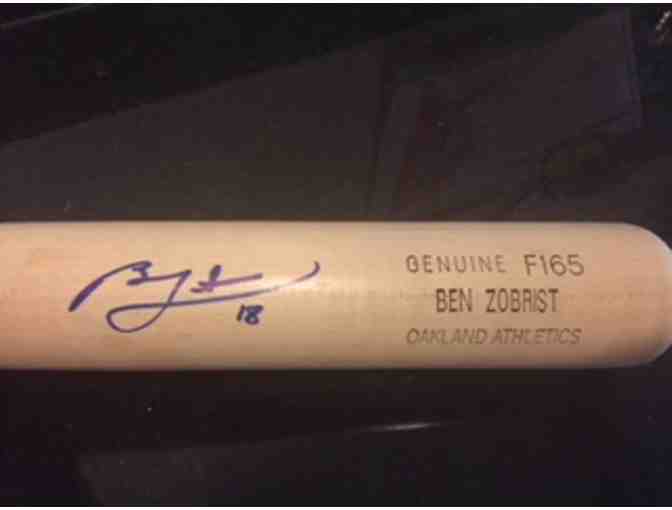 18
GENUINE F165
BEN ZOBRIST
OAKLAND ATHLETICS